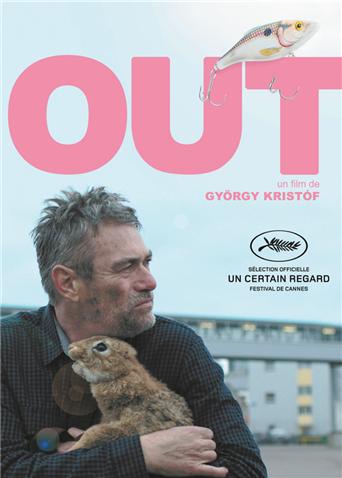 OUT
un film de
GYÖRGY KRISTÓF
SÉLECTION OFFICIELLE
UN CERTAIN REGARD
FESTIVAL DE CANNES